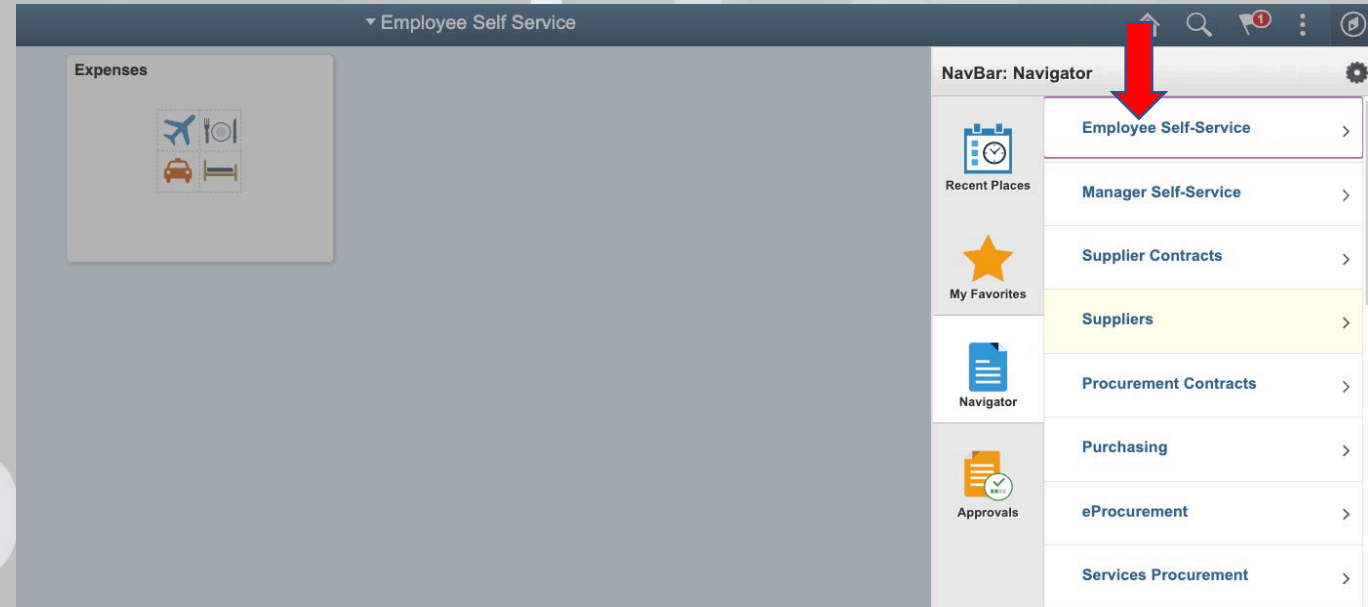 Employee Self Service
1
Expenses
NavBar: Navigator
Recent Places
My Favorites
Navigator
Approvals
Employee Self-Service
Manager Self-Service
Supplier Contracts
Suppliers
Procurement Contracts
Purchasing
eProcurement
Services Procurement